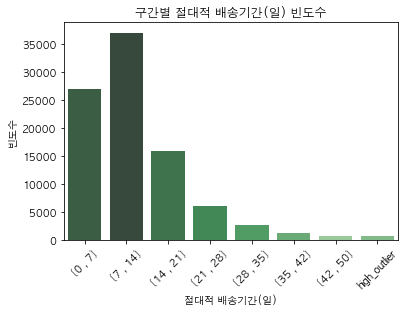 구간별 절대적 배송기간(일) 빈도수
빈도수
35000
30000
25000
20000
15000
10000
5000
0
(0 , 7)
(7 , 14)
(14 , 21)
(21 , 28)
(28 , 35)
(35 , 42)
(42 , 50)
hgh_outlier
절대적 배송기간(일)